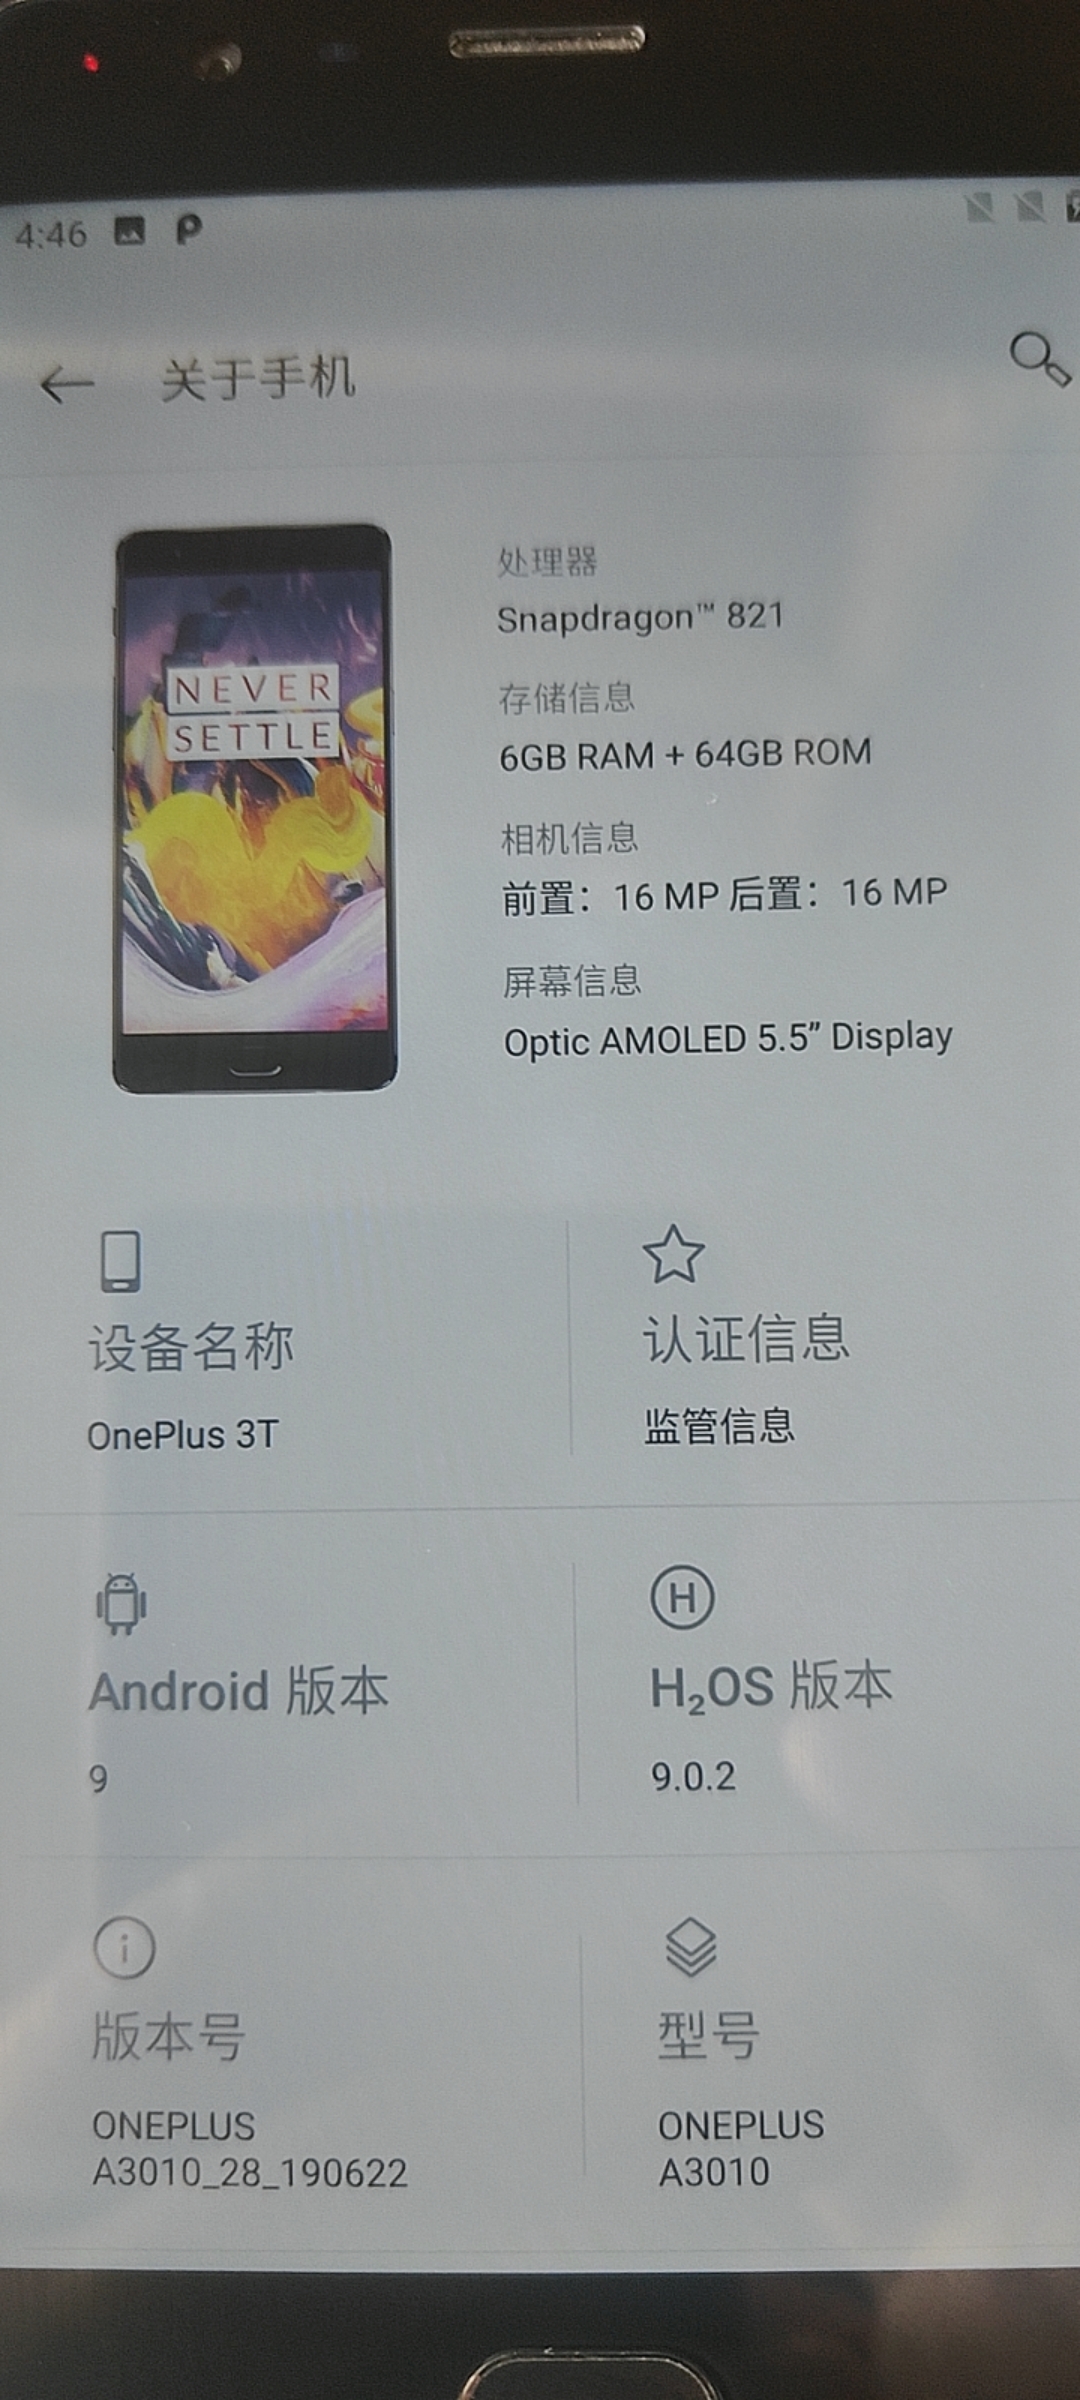 4:46
关于手机
NEVER
SETTLE
处理器
Snapdragon™ 821
存储信息
6GB RAM + 64GB ROM
相机信息
前置：16 MP 后置：16 MP
屏幕信息
Optic AMOLED 5.5” Display
设备名称
OnePlus 3T
认证信息
监管信息
Android 版本
9
H₂OS 版本
9.0.2
版本号
ONEPLUS
A3010_28_190622
型号
ONEPLUS
A3010